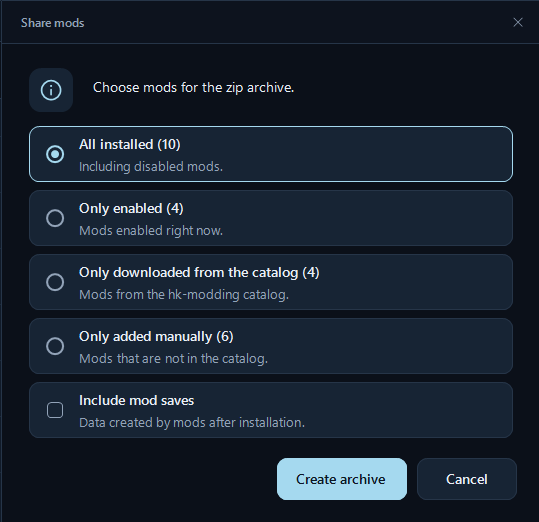 Share mods
Choose mods for the zip archive.
All installed (10)
Including disabled mods.
Only enabled (4)
Mods enabled right now.
Only downloaded from the catalog (4)
Mods from the hk-modding catalog.
Only added manually (6)
Mods that are not in the catalog.
Include mod saves
Data created by mods after installation.
Create archive
Cancel